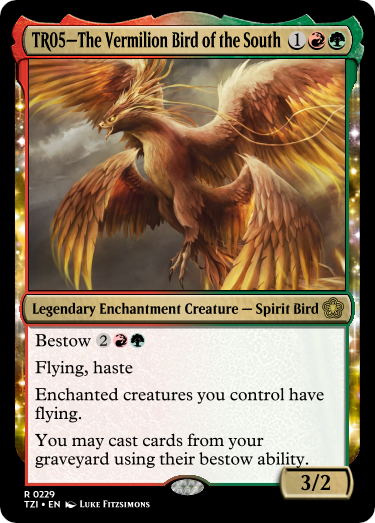 TR05—The Vermilion Bird of the South 1
Legendary Enchantment Creature — Spirit Bird
Bestow 2
Flying, haste
Enchanted creatures you control have
flying.
You may cast cards from your
graveyard using their bestow ability.
3/2
R 0229
TZI • EN Luke Fitzsimons